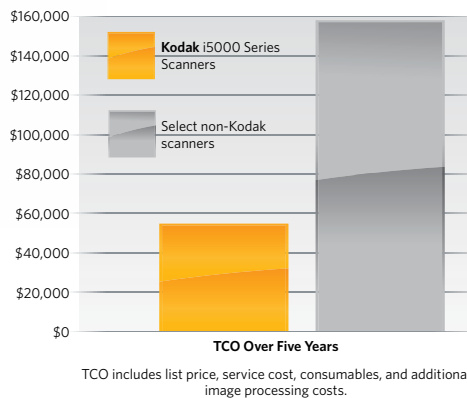 $160,000
$140,000
$120,000
$100,000
$80,000
$60,000
$40,000
$20,000
$0
Kodak i5000 Series
Scanners
Select non-Kodak
scanners
TCO Over Five Years
TCO includes list price, service cost, consumables, and additiona
image processing costs.